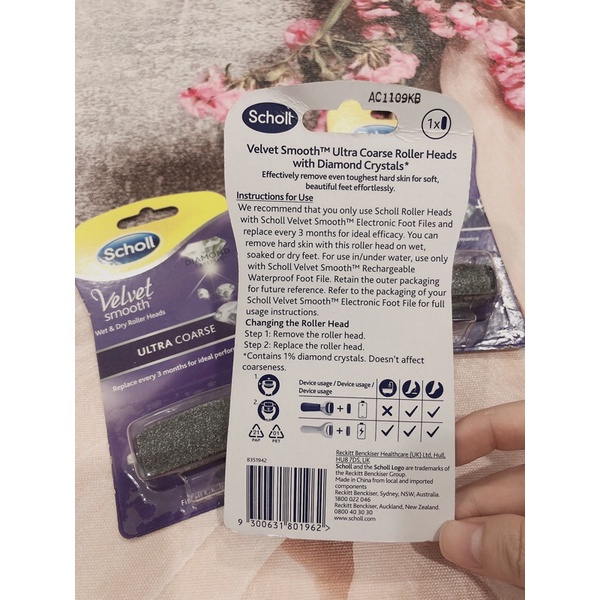 AC1109KB
Scholl
1x
Velvet Smooth™ Ultra Coarse Roller Heads
with Diamond Crystals*
Effectively remove even toughest hard skin for soft,
beautiful feet effortlessly.
Instructions for Use
We recommend that you only use Scholl Roller Heads
with Scholl Velvet Smooth™ Electronic Foot Files and
replace every 3 months for ideal efficacy. You can
remove hard skin with this roller head on wet,
soaked or dry feet. For use in/under water, use only
with Scholl Velvet Smooth™ Rechargeable
Waterproof Foot File. Retain the outer packaging
for future reference. Refer to the packaging of your
Scholl Velvet Smooth™ Electronic Foot File for full
usage instructions.
Changing the Roller Head
Step 1: Remove the roller head.
Step 2: Replace the roller head.
*Contains 1% diamond crystals. Doesn't affect
coarseness.
1
2
Device usage / Device usage /
Device usage
21
PAP
01
PET
8351942
9 300631 801962 >
Reckitt Benckiser Healthcare (UK) Ltd, Hull,
HU8 7DS, UK
Scholl and the Scholl Logo are trademarks of
the Reckitt Benckiser Group.
Made in China from local and imported
components
Reckitt Benckiser, Sydney, NSW, Australia.
1800 022 046
Reckitt Benckiser, Auckland, New Zealand.
0800 40 30 30
www.scholl.com
Scholl
DIAMOND
Velvet
smooth™
Wet & Dry Roller Heads
ULTRA COARSE
Replace every 3 months for ideal perfor